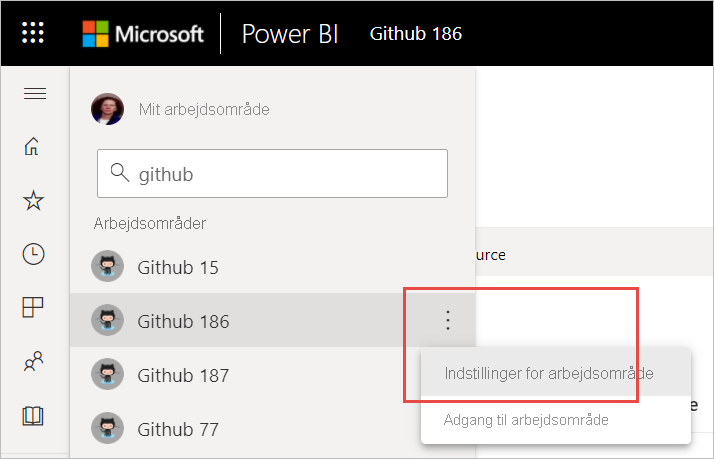 Microsoft Power BI Github 186
Mit arbejdsområde
github
Arbejdsområder
urce
Github 15
Github 186
Github 187
Indstillinger for arbejdsområde
e
Github 77
Adgang til arbejdsområde